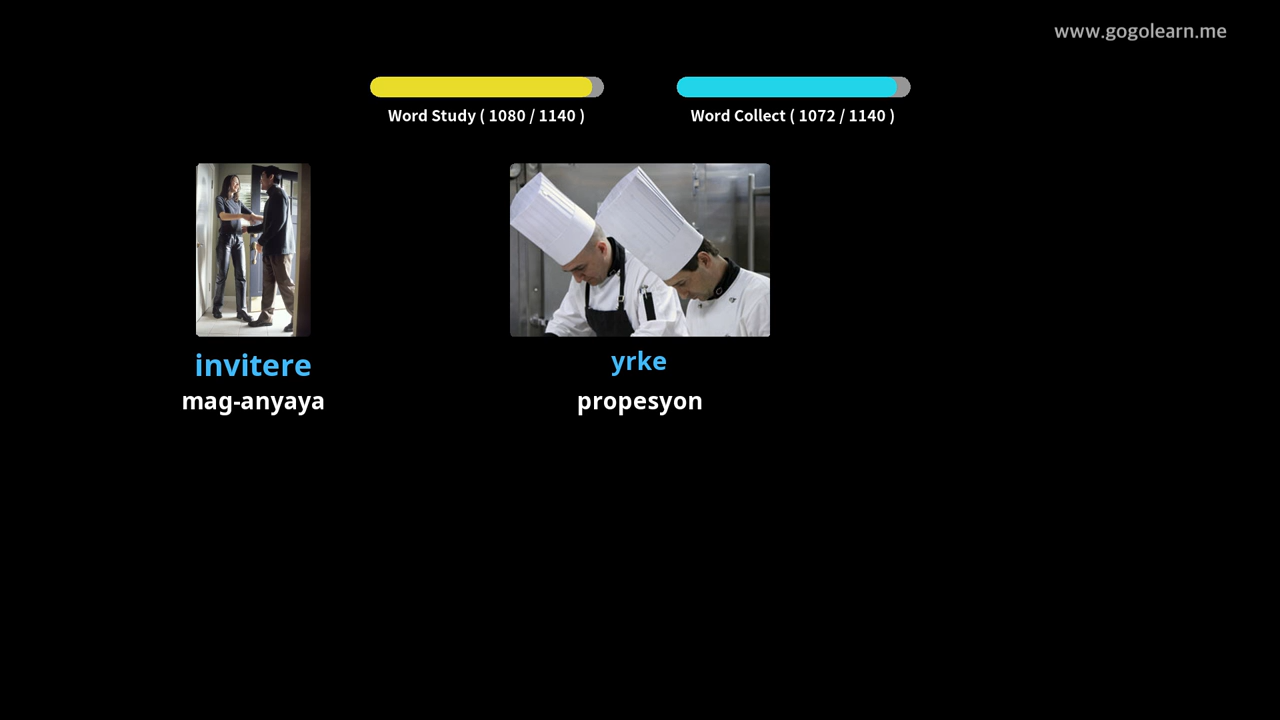 www.gogolearn.me
Word Study ( 1080 / 1140 )
Word Collect ( 1072 / 1140 )
invitere
mag-anyaya
yrke
propesyon